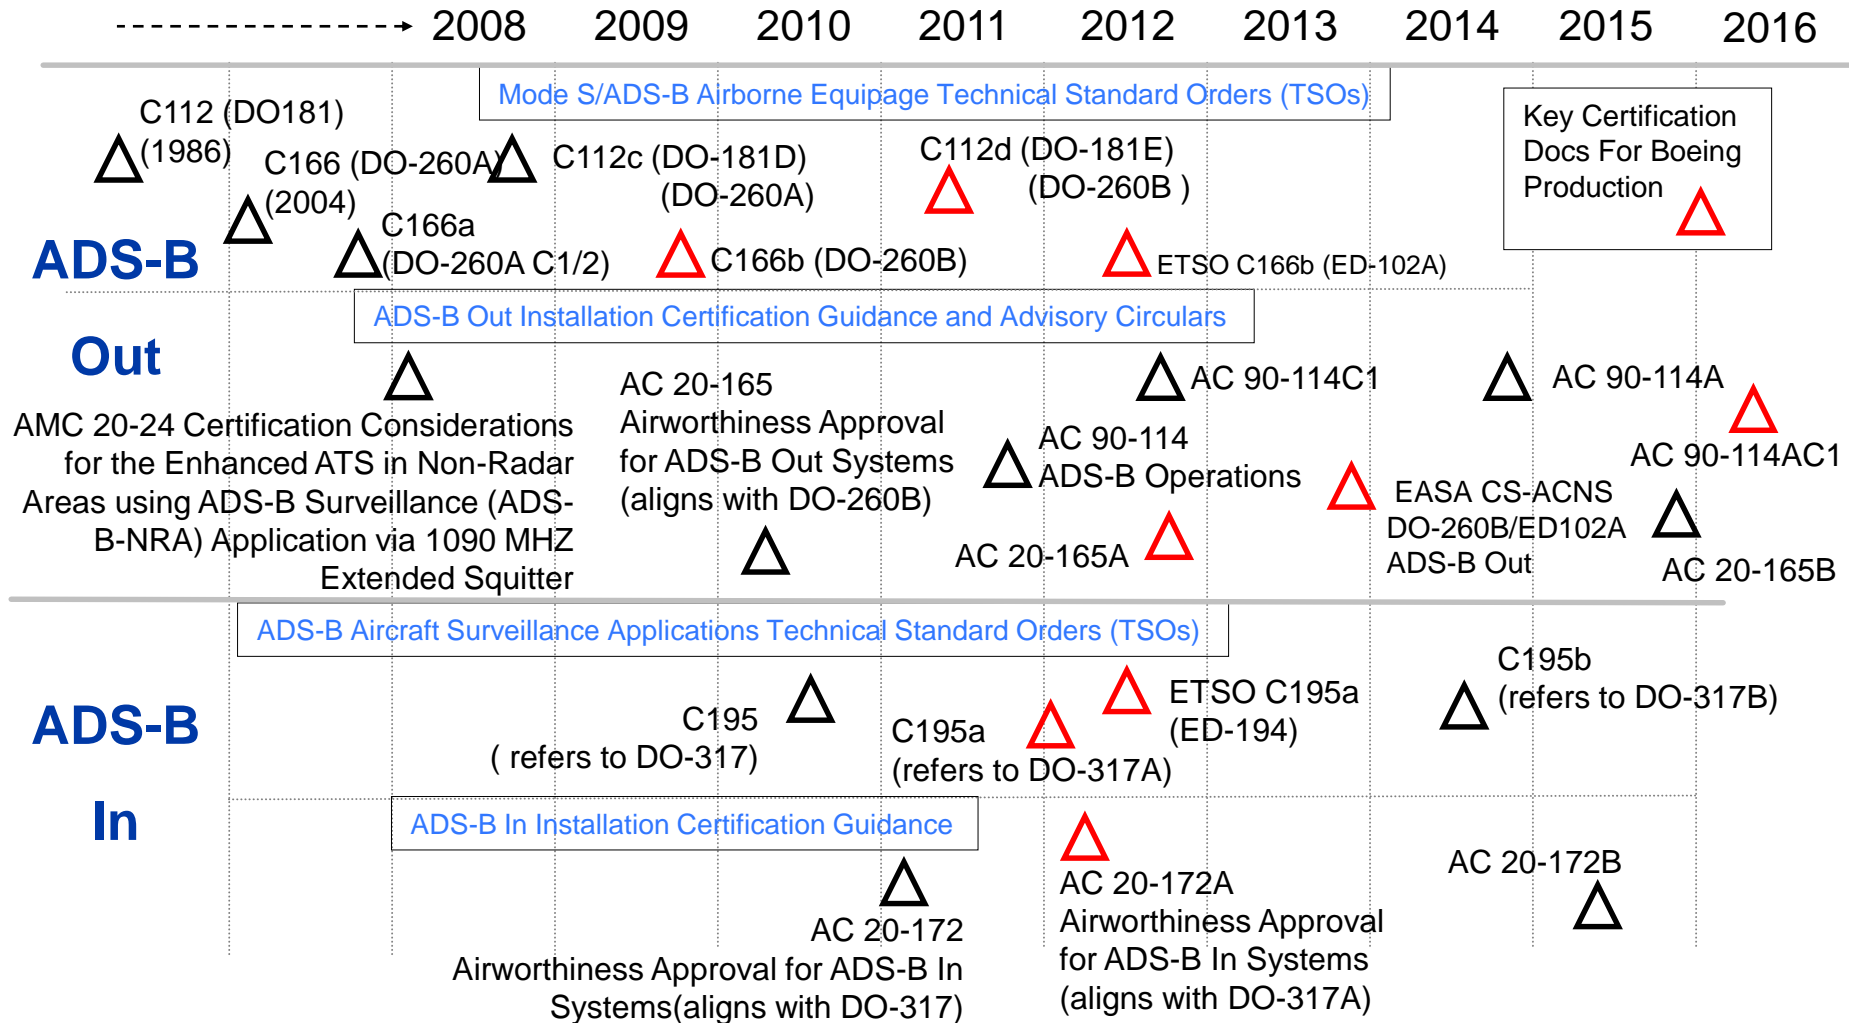 2008 2009 2010 2011 2012 2013 2014 2015 2016
Mode S/ADS-B Airborne Equipage Technical Standard Orders (TSOs)
Key Certification
Docs For Boeing
Production
C112 (DO181)
(1986)
C166 (DO-260A)
(2004)
C166a
(DO-260A C1/2)
C112c (DO-181D)
(DO-260A)
C166b (DO-260B)
C112d (DO-181E)
(DO-260B )
ETSO C166b (ED-102A)
ADS-B
Out
ADS-B Out Installation Certification Guidance and Advisory Circulars
AMC 20-24 Certification Considerations
for the Enhanced ATS in Non-Radar
Areas using ADS-B Surveillance (ADS-
B-NRA) Application via 1090 MHZ
Extended Squitter
AC 20-165
Airworthiness Approval
for ADS-B Out Systems
(aligns with DO-260B)
AC 90-114C1
AC 90-114
ADS-B Operations
AC 20-165A
AC 90-114A
AC 90-114AC1
EASA CS-ACNS
DO-260B/ED102A
ADS-B Out
AC 20-165B
ADS-B Aircraft Surveillance Applications Technical Standard Orders (TSOs)
ADS-B
In
C195
( refers to DO-317)
C195a
(refers to DO-317A)
ETSO C195a
(ED-194)
C195b
(refers to DO-317B)
ADS-B In Installation Certification Guidance
AC 20-172
Airworthiness Approval for ADS-B In
Systems(aligns with DO-317)
AC 20-172A
Airworthiness Approval
for ADS-B In Systems
(aligns with DO-317A)
AC 20-172B